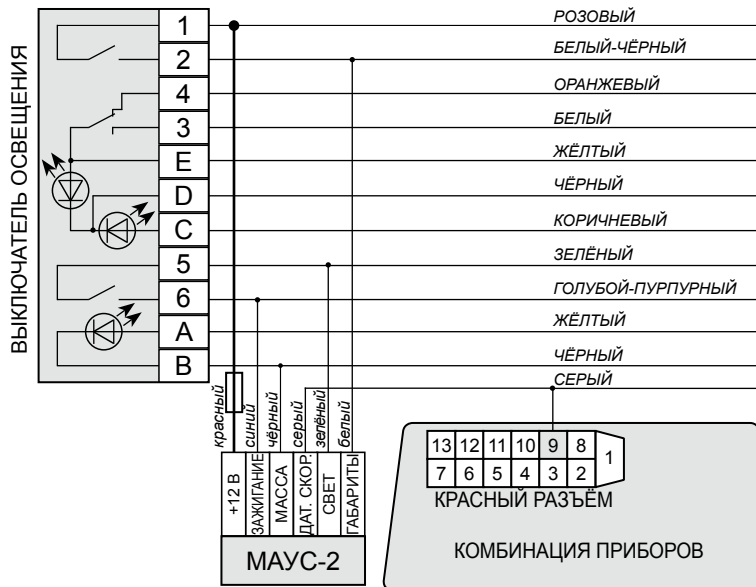 ВЫКЛЮЧАТЕЛЬ ОСВЕЩЕНИЯ
1
РОЗОВЫЙ
2
БЕЛЫЙ-ЧЁРНЫЙ
4
ОРАНЖЕВЫЙ
3
БЕЛЫЙ
E
ЖЁЛТЫЙ
D
ЧЁРНЫЙ
C
КОРИЧНЕВЫЙ
5
ЗЕЛЁНЫЙ
6
ГОЛУБОЙ-ПУРПУРНЫЙ
A
ЖЁЛТЫЙ
B
ЧЁРНЫЙ
СЕРЫЙ
красный
синий
чёрный
серый
зелёный
белый
+12 В
ЗАЖИГАНИЕ
МАССА
ДАТ. СКОР.
СВЕТ
ГАБАРИТЫ
МАУС-2
13 12 11 10 9 8
1
7 6 5 4 3 2
КРАСНЫЙ РАЗЪЁМ
КОМБИНАЦИЯ ПРИБОРОВ